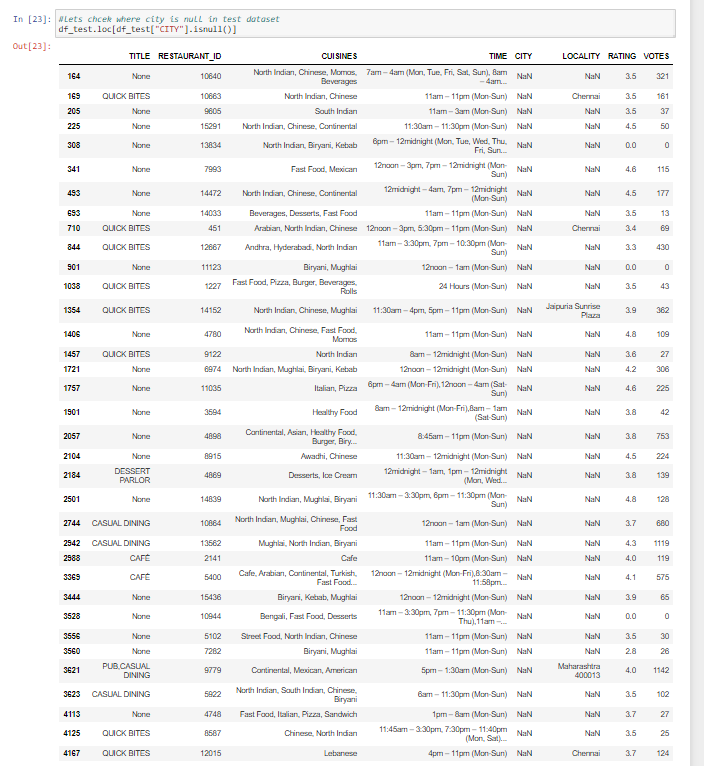 In [23]: #Lets chcek where city is null in test dataset
df_test.loc[df_test["CITY"].isnull()]
Out[23]:
TITLE RESTAURANT_ID CUISINES TIME CITY LOCALITY RATING VOTES
164 None 10640 North Indian, Chinese, Momos, Beverages 7am – 4am (Mon, Tue, Fri, Sat, Sun), 8am – 4am... NaN NaN 3.5 321
169 QUICK BITES 10663 North Indian, Chinese 11am – 11pm (Mon-Sun) NaN Chennai 3.5 161
205 None 9605 South Indian 11am – 3am (Mon-Sun) NaN NaN 3.5 37
225 None 15291 North Indian, Chinese, Continental 11:30am – 11:30pm (Mon-Sun) NaN NaN 4.5 50
308 None 13834 North Indian, Biryani, Kebab 6pm – 12midnight (Mon, Tue, Wed, Thu, Fri, Sun... NaN NaN 0.0 0
341 None 7993 Fast Food, Mexican 12noon – 3pm, 7pm – 12midnight (Mon-Sun) NaN NaN 4.6 115
493 None 14472 North Indian, Chinese, Continental 12midnight – 4am, 7pm – 12midnight (Mon-Sun) NaN NaN 4.5 177
693 None 14033 Beverages, Desserts, Fast Food 11am – 11pm (Mon-Sun) NaN NaN 3.5 13
710 QUICK BITES 451 Arabian, North Indian, Chinese 12noon – 3pm, 5:30pm – 11pm (Mon-Sun) NaN Chennai 3.4 69
844 QUICK BITES 12667 Andhra, Hyderabadi, North Indian 11am – 3:30pm, 7pm – 10:30pm (Mon-Sun) NaN NaN 3.3 430
901 None 11123 Biryani, Mughlai 12noon – 1am (Mon-Sun) NaN NaN 0.0 0
1038 QUICK BITES 1227 Fast Food, Pizza, Burger, Beverages, Rolls 24 Hours (Mon-Sun) NaN NaN 3.5 43
1354 QUICK BITES 14152 North Indian, Chinese, Mughlai 11:30am – 4pm, 5pm – 11pm (Mon-Sun) NaN Jaipuria Sunrise Plaza 3.9 362
1406 None 4760 North Indian, Chinese, Fast Food, Momos 11am – 11pm (Mon-Sun) NaN NaN 4.8 109
1457 QUICK BITES 9122 North Indian 8am – 12midnight (Mon-Sun) NaN NaN 3.6 27
1721 None 6974 North Indian, Mughlai, Biryani, Kebab 12noon – 12midnight (Mon-Sun) NaN NaN 4.2 306
1757 None 11035 Italian, Pizza 6pm – 4am (Mon-Fri),12noon – 4am (Sat-Sun) NaN NaN 4.6 225
1901 None 3594 Healthy Food 8am – 12midnight (Mon-Fri),8am – 1am (Sat-Sun) NaN NaN 3.8 42
2057 None 4898 Continental, Asian, Healthy Food, Burger, Biry... 8:45am – 11pm (Mon-Sun) NaN NaN 3.8 753
2104 None 8915 Awadhi, Chinese 11:30am – 12midnight (Mon-Sun) NaN NaN 4.5 224
2184 DESSERT PARLOR 4869 Desserts, Ice Cream 12midnight – 1am, 1pm – 12midnight (Mon, Wed... NaN NaN 3.8 139
2501 None 14839 North Indian, Mughlai, Biryani 11:30am – 3:30pm, 6pm – 11:30pm (Mon-Sun) NaN NaN 4.8 128
2744 CASUAL DINING 10864 North Indian, Mughlai, Chinese, Fast Food 12noon – 1am (Mon-Sun) NaN NaN 3.7 680
2942 CASUAL DINING 13562 Mughlai, North Indian, Biryani 11am – 11pm (Mon-Sun) NaN NaN 4.3 1119
2988 CAFÉ 2141 Cafe 11am – 10pm (Mon-Sun) NaN NaN 4.0 119
3369 CAFÉ 5400 Cafe, Arabian, Continental, Turkish, Fast Food... 12noon – 12midnight (Mon-Fri),8:30am – 11:58pm... NaN NaN 4.1 575
3444 None 15436 Biryani, Kebab, Mughlai 12noon – 12midnight (Mon-Sun) NaN NaN 3.9 65
3528 None 10944 Bengali, Fast Food, Desserts 11am – 3:30pm, 7pm – 11:30pm (Mon-Thu),11am –... NaN NaN 0.0 0
3556 None 5102 Street Food, North Indian, Chinese 11am – 11pm (Mon-Sun) NaN NaN 3.5 30
3560 None 7282 Biryani, Mughlai 11am – 11pm (Mon-Sun) NaN NaN 2.8 26
3621 PUB,CASUAL DINING 9779 Continental, Mexican, American 5pm – 1:30am (Mon-Sun) NaN Maharashtra 400013 4.0 1142
3623 CASUAL DINING 5922 North Indian, South Indian, Chinese, Biryani 6am – 11:30pm (Mon-Sun) NaN NaN 3.5 102
4113 None 4748 Fast Food, Italian, Pizza, Sandwich 1pm – 8am (Mon-Sun) NaN NaN 3.7 27
4125 QUICK BITES 8587 Chinese, North Indian 11:45am – 3:30pm, 7:30pm – 11:40pm (Mon, Sat)... NaN NaN 3.5 25
4167 QUICK BITES 12015 Lebanese 4pm – 11pm (Mon-Sun) NaN Chennai 3.7 124